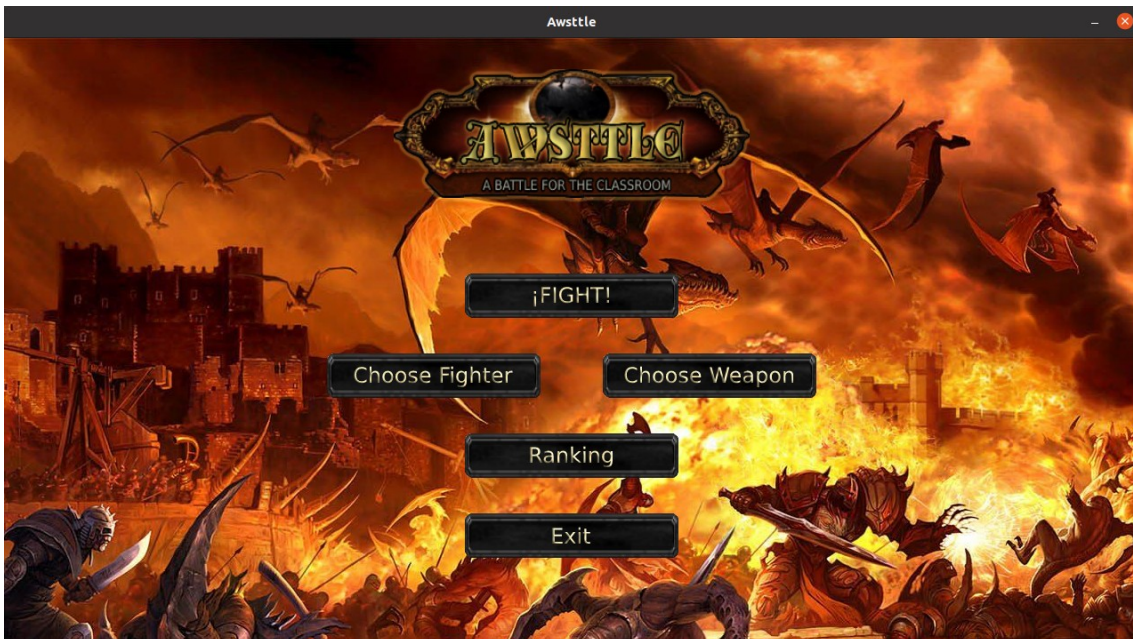 Awsttle
AWSTTLE
A BATTLE FOR THE CLASSROOM
¡FIGHT!
Choose Fighter
Choose Weapon
Ranking
Exit